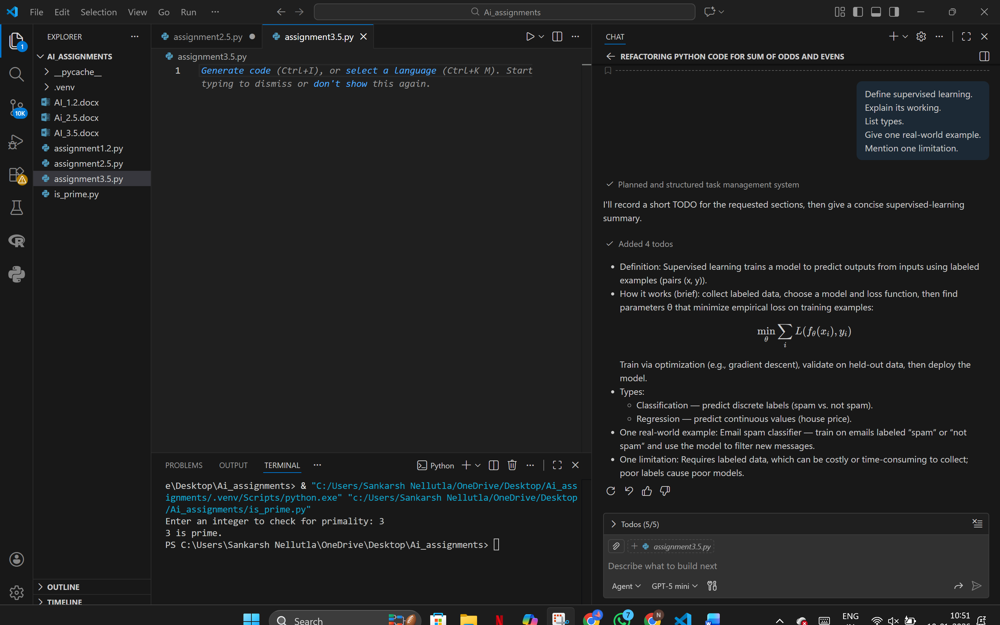 File Edit Selection View Go Run ···
Ai_assignments
EXPLORER ···
AI_ASSIGNMENTS
__pycache__
.venv
AI_1.2.docx
Ai_2.5.docx
AI_3.5.docx
assignment1.2.py
assignment2.5.py
assignment3.5.py
is_prime.py
OUTLINE
TIMELINE
1
10K
assignment2.5.py
assignment3.5.py
assignment3.5.py
1 Generate code (Ctrl+I), or select a language (Ctrl+K M). Start
typing to dismiss or don't show this again.
PROBLEMS OUTPUT TERMINAL ···
Python
e\Desktop\Ai_assignments> & "C:/Users/Sankarsh Nellutla/OneDrive/Desktop/Ai_ass
ignments/.venv/Scripts/python.exe" "c:/Users/Sankarsh Nellutla/OneDrive/Desktop
/Ai_assignments/is_prime.py"
Enter an integer to check for primality: 3
3 is prime.
PS C:\Users\Sankarsh Nellutla\OneDrive\Desktop\Ai_assignments>
CHAT
REFACTORING PYTHON CODE FOR SUM OF ODDS AND EVENS
Define supervised learning.
Explain its working.
List types.
Give one real-world example.
Mention one limitation.
Planned and structured task management system
I'll record a short TODO for the requested sections, then give a concise supervised-learning
summary.
Added 4 todos
• Definition: Supervised learning trains a model to predict outputs from inputs using labeled
examples (pairs (x, y)).
• How it works (brief): collect labeled data, choose a model and loss function, then find
parameters θ that minimize empirical loss on training examples:
min_θ ∑_i L(f_θ(x_i), y_i)
Train via optimization (e.g., gradient descent), validate on held-out data, then deploy the
model.
• Types:
○ Classification — predict discrete labels (spam vs. not spam).
○ Regression — predict continuous values (house price).
• One real-world example: Email spam classifier — train on emails labeled “spam” or “not
spam” and use the model to filter new messages.
• One limitation: Requires labeled data, which can be costly or time-consuming to collect;
poor labels cause poor models.
Todos (5/5)
assignment3.5.py
Describe what to build next
Agent GPT-5 mini
Search
7
N
ENG
10:51